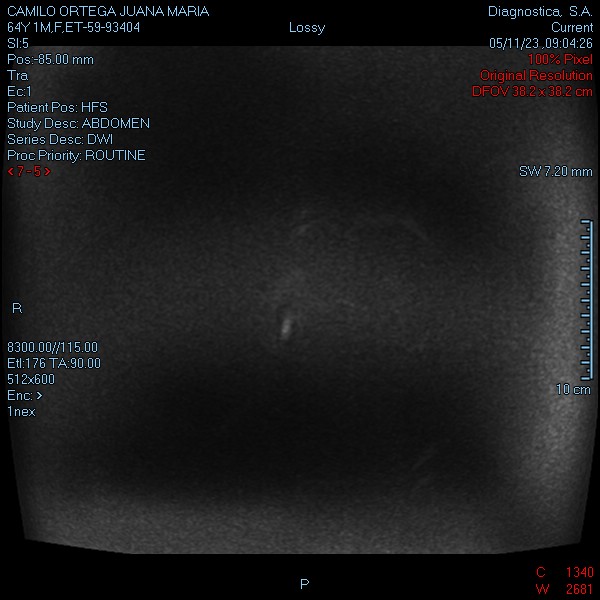 CAMILO ORTEGA JUANA MARIA
64Y 1M,F,ET-59-93404
Sl:5
Pos:-85.00 mm
Tra
Ec:1
Patient Pos: HFS
Study Desc: ABDOMEN
Series Desc: DWI
Proc Priority: ROUTINE
< 7 - 5 >
Lossy
Diagnostica, S.A.
Current
05/11/23 ,09:04:26
100% Pixel
Original Resolution
DFOV 38.2 x 38.2 cm
SW 7.20 mm
R
8300.00//115.00
Etl:176 TA:90.00
512x600
Enc: >
1nex
10 cm
P
C 1340
W 2681